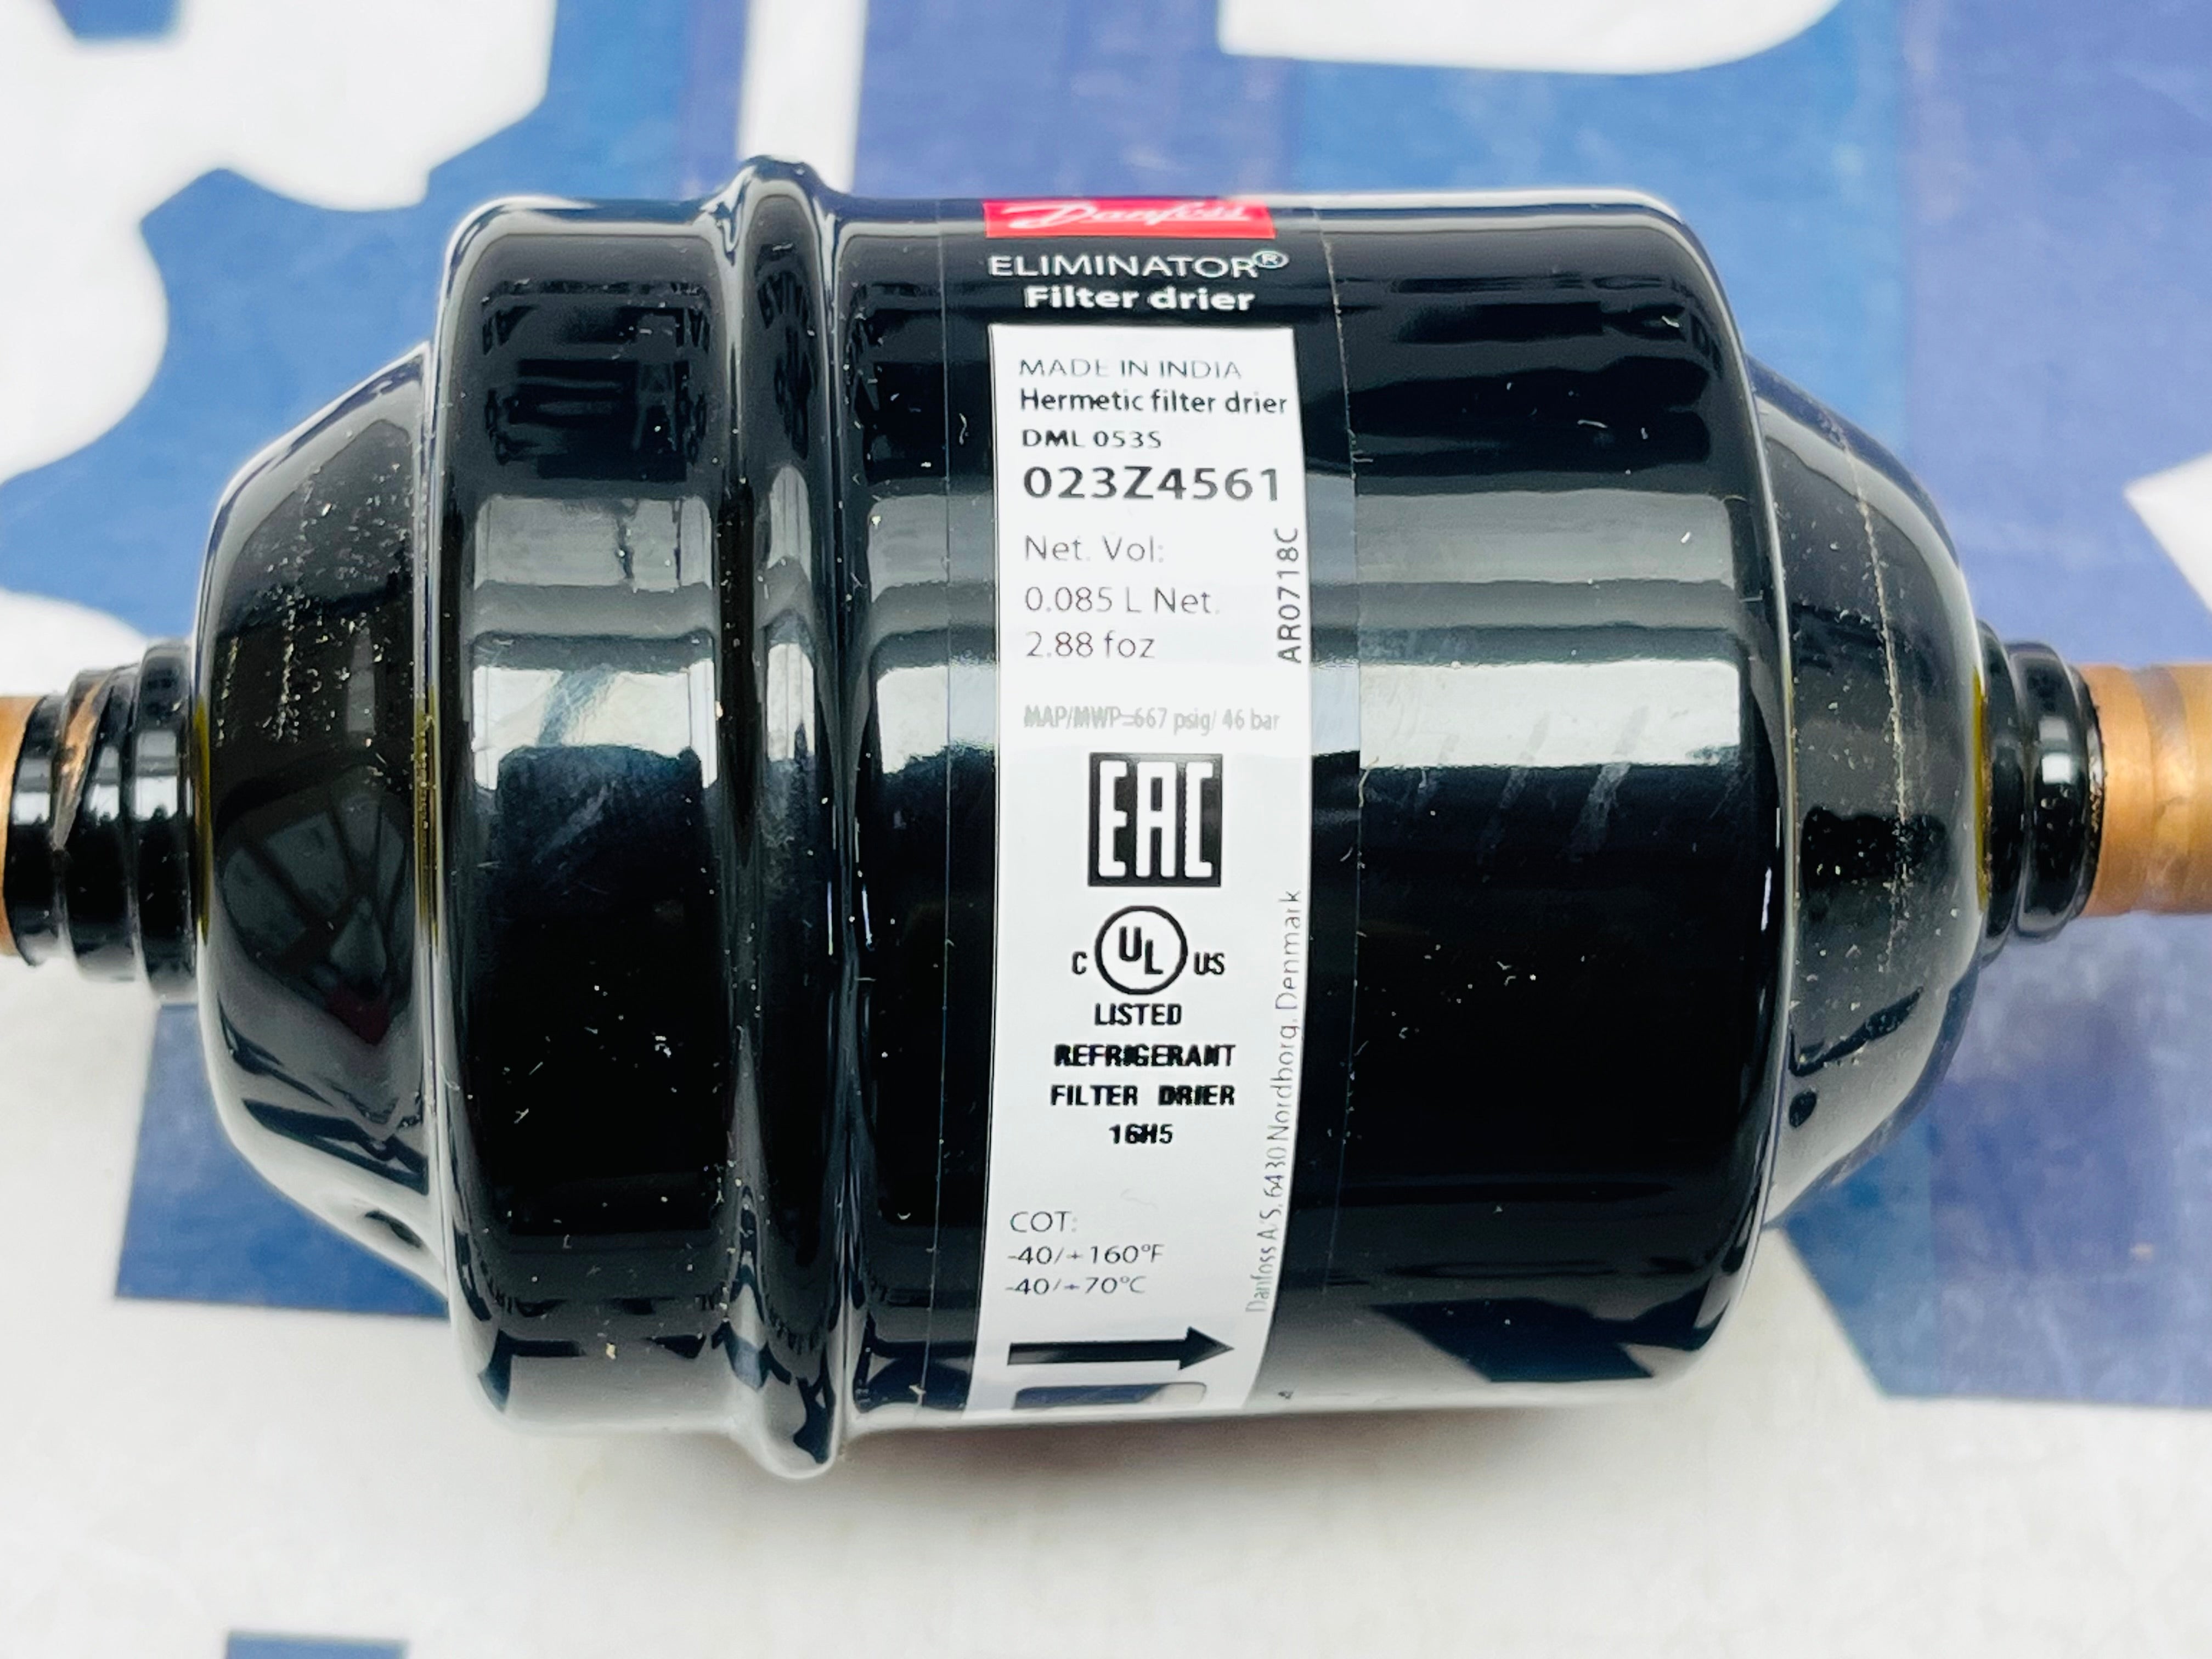 Danfoss
ELIMINATOR®
Filter drier
MADE IN INDIA
Hermetic filter drier
DML 053S
023Z4561
Net. Vol:
0.085 L Net.
2.88 foz
AR0718C
MAP/MWP=667 psig/ 46 bar
EAC
C UL US
LISTED
REFRIGERANT
FILTER DRIER
16H5
Danfoss A/S, 6430 Nordborg, Denmark
COT:
-40/+160°F
-40/+70°C